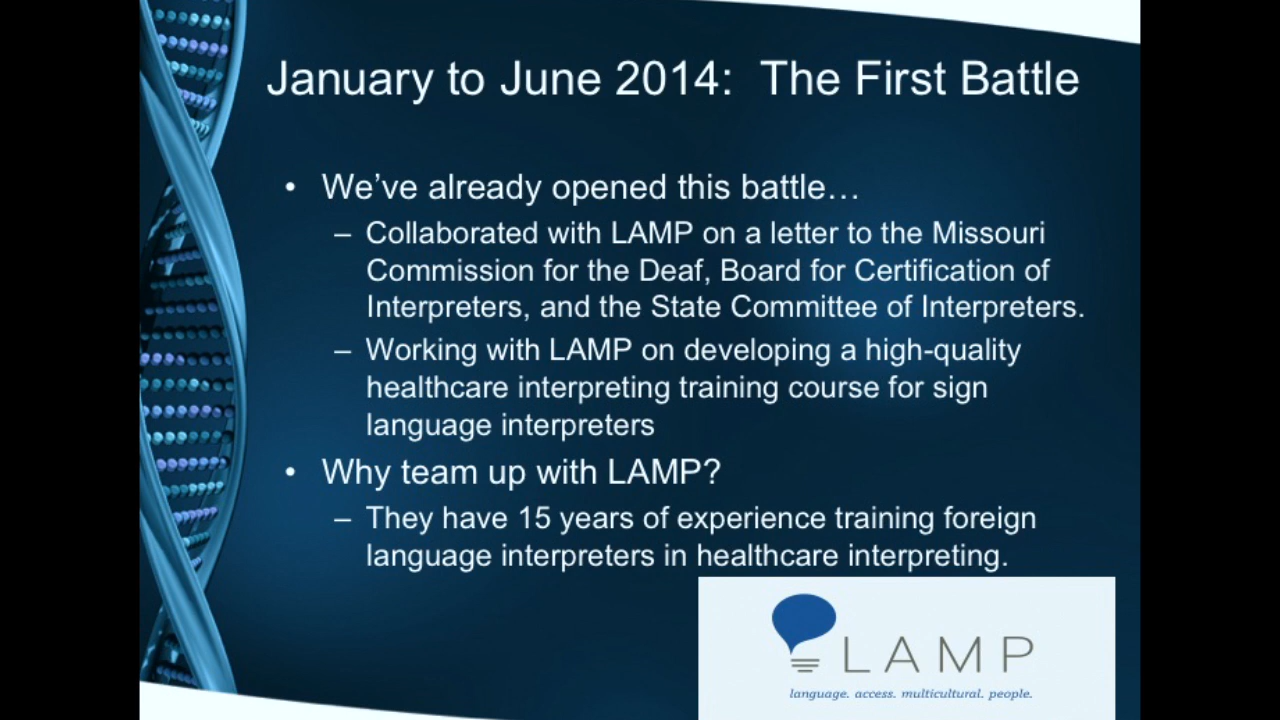 January to June 2014:  The First Battle
• We’ve already opened this battle…
– Collaborated with LAMP on a letter to the Missouri
Commission for the Deaf, Board for Certification of
Interpreters, and the State Committee of Interpreters.
– Working with LAMP on developing a high-quality
healthcare interpreting training course for sign
language interpreters
• Why team up with LAMP?
– They have 15 years of experience training foreign
language interpreters in healthcare interpreting.
LAMP
language. access. multicultural. people.